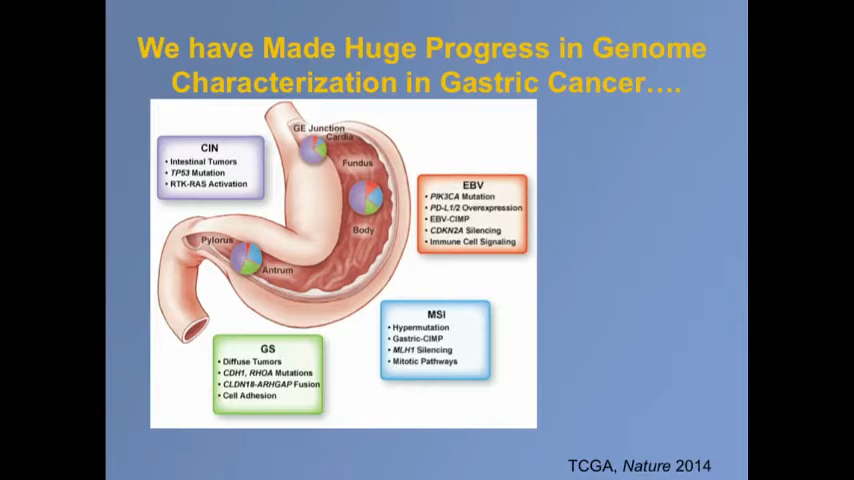 We have Made Huge Progress in Genome
Characterization in Gastric Cancer….
GE Junction
Cardia
Fundus
Body
Pylorus
Antrum
CIN
• Intestinal Tumors
• TP53 Mutation
• RTK-RAS Activation
EBV
• PIK3CA Mutation
• PD-L1/2 Overexpression
• EBV-CIMP
• CDKN2A Silencing
• Immune Cell Signaling
MSI
• Hypermutation
• Gastric-CIMP
• MLH1 Silencing
• Mitotic Pathways
GS
• Diffuse Tumors
• CDH1, RHOA Mutations
• CLDN18-ARHGAP Fusion
• Cell Adhesion
TCGA, Nature 2014